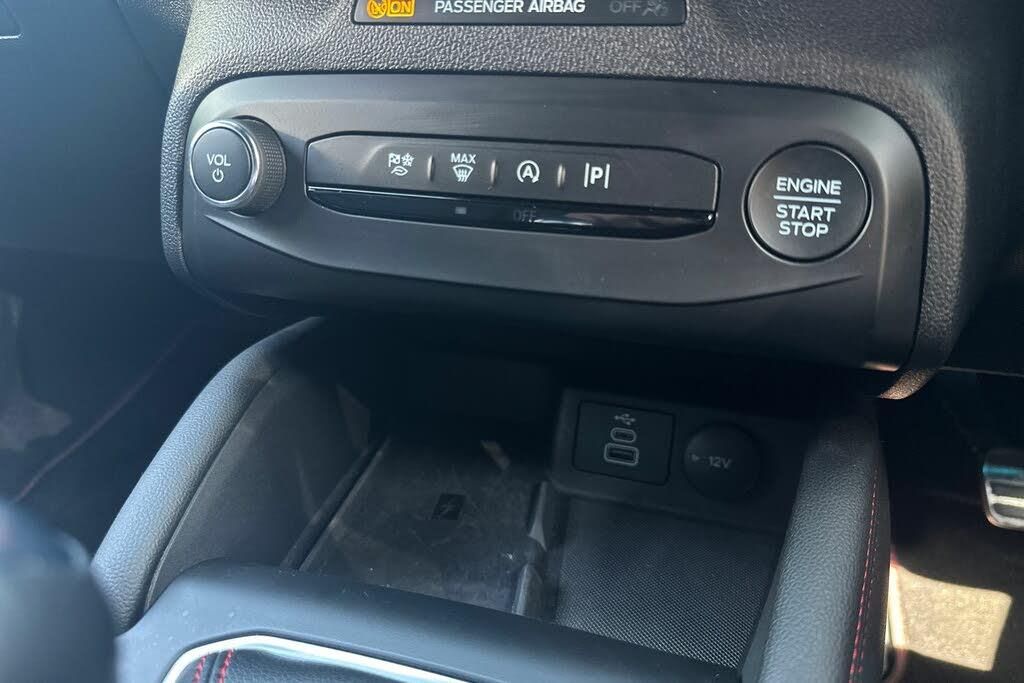 ON PASSENGER AIRBAG OFF
VOL
MAX
A
P
OFF
ENGINE
START
STOP
12V